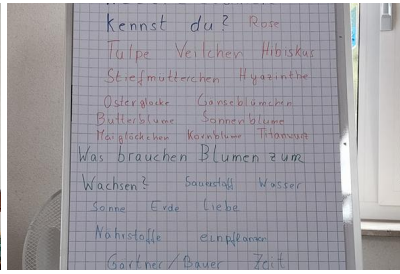 Kennst du? Rose
Tulpe Veilchen Hibiskus
Stiefmütterchen Hyazinthe
Osterglocke Gänseblümchen
Butterblume Sonnenblume
Maiglöckchen Kornblume Titanwurz
Was brauchen Blumen zum
Wachsen? Sauerstoff Wasser
Sonne Erde Liebe
Nährstoffe einpflanzen
Gärtner/Bauer Zeit